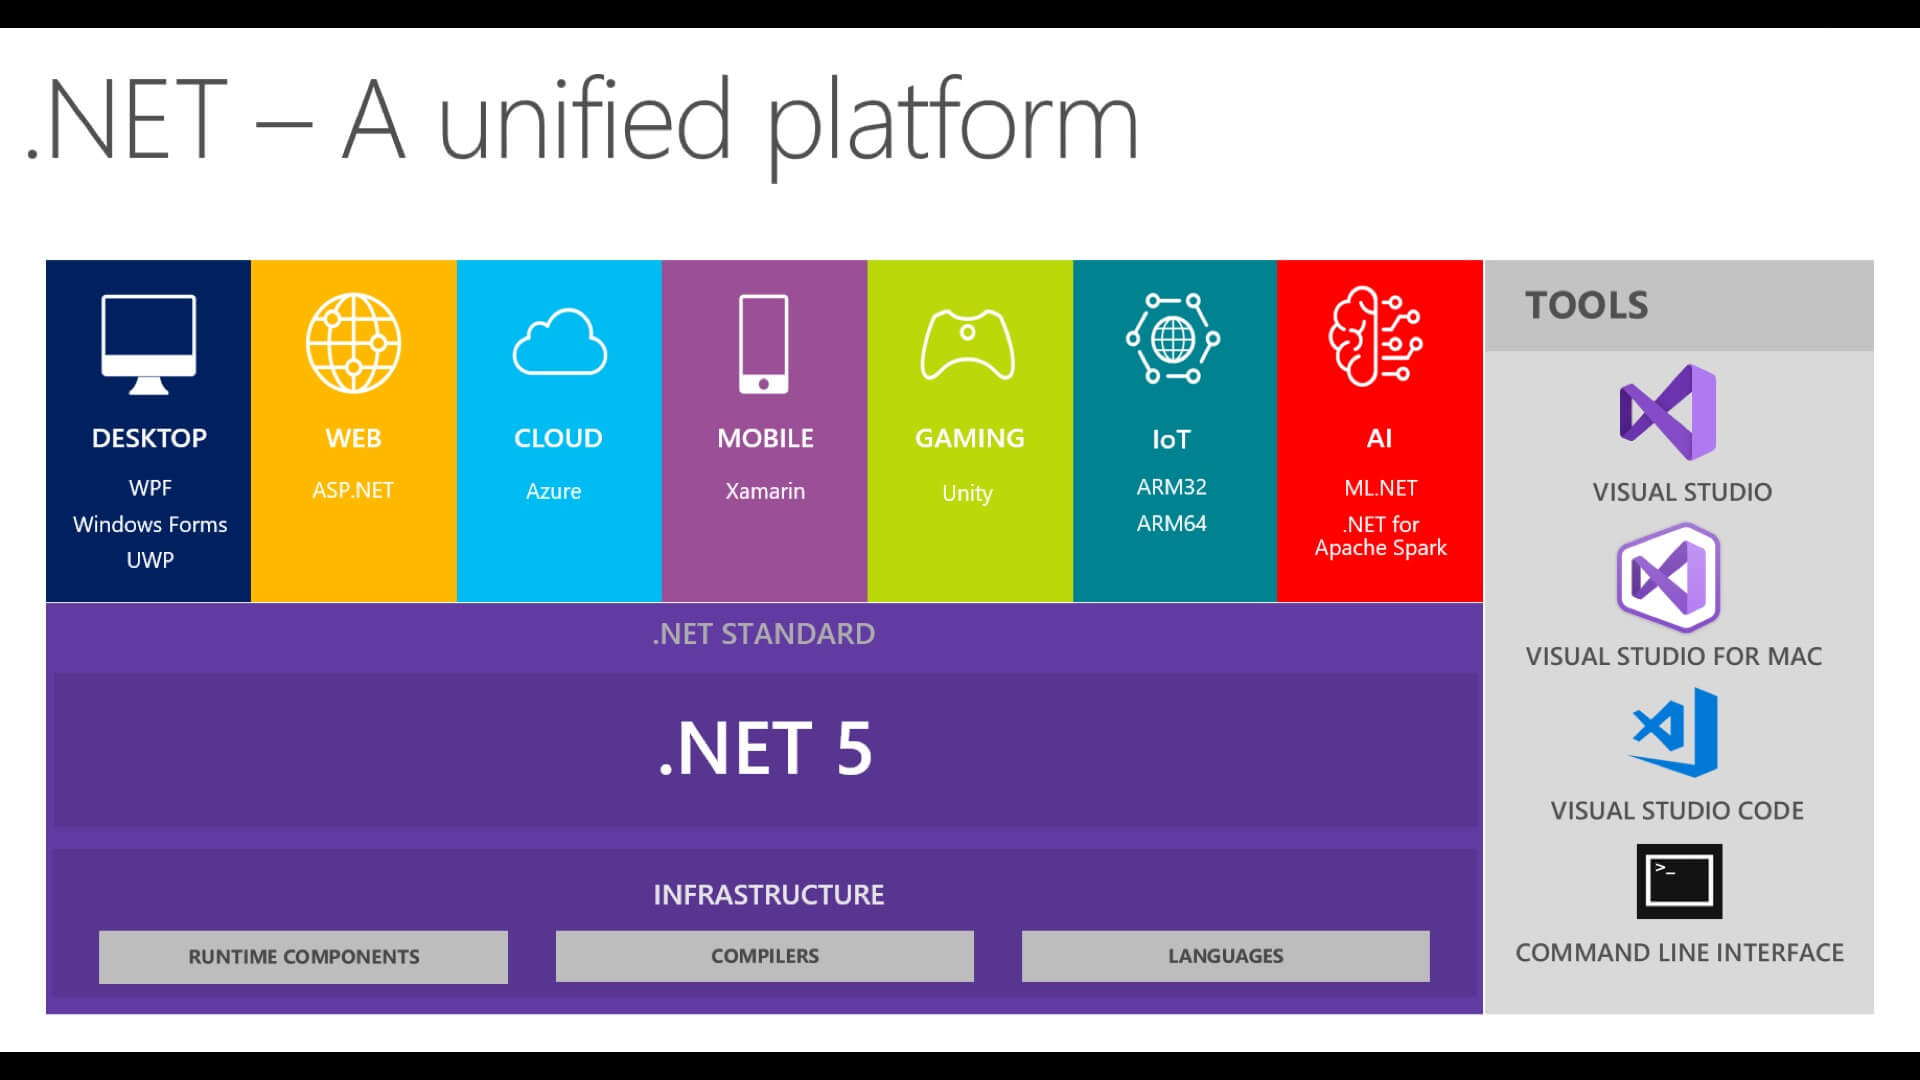 .NET – A unified platform
DESKTOP
WPF
Windows Forms
UWP
WEB
ASP.NET
CLOUD
Azure
MOBILE
Xamarin
GAMING
Unity
IoT
ARM32
ARM64
AI
ML.NET
.NET for
Apache Spark
.NET STANDARD
.NET 5
INFRASTRUCTURE
RUNTIME COMPONENTS
COMPILERS
LANGUAGES
TOOLS
VISUAL STUDIO
VISUAL STUDIO FOR MAC
VISUAL STUDIO CODE
>_
COMMAND LINE INTERFACE